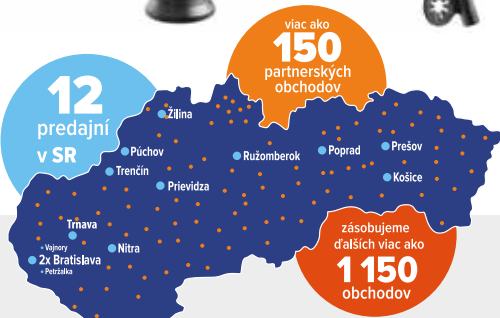 viac ako
150
partnerských
obchodov
12
predajní
v SR
Žilina
Púchov
Trenčín
Prievidza
Ružomberok
Poprad
Prešov
Košice
Trnava
Vajnory
2x Bratislava
Petržalka
Nitra
zásobujeme
ďalších viac ako
1 150
obchodov